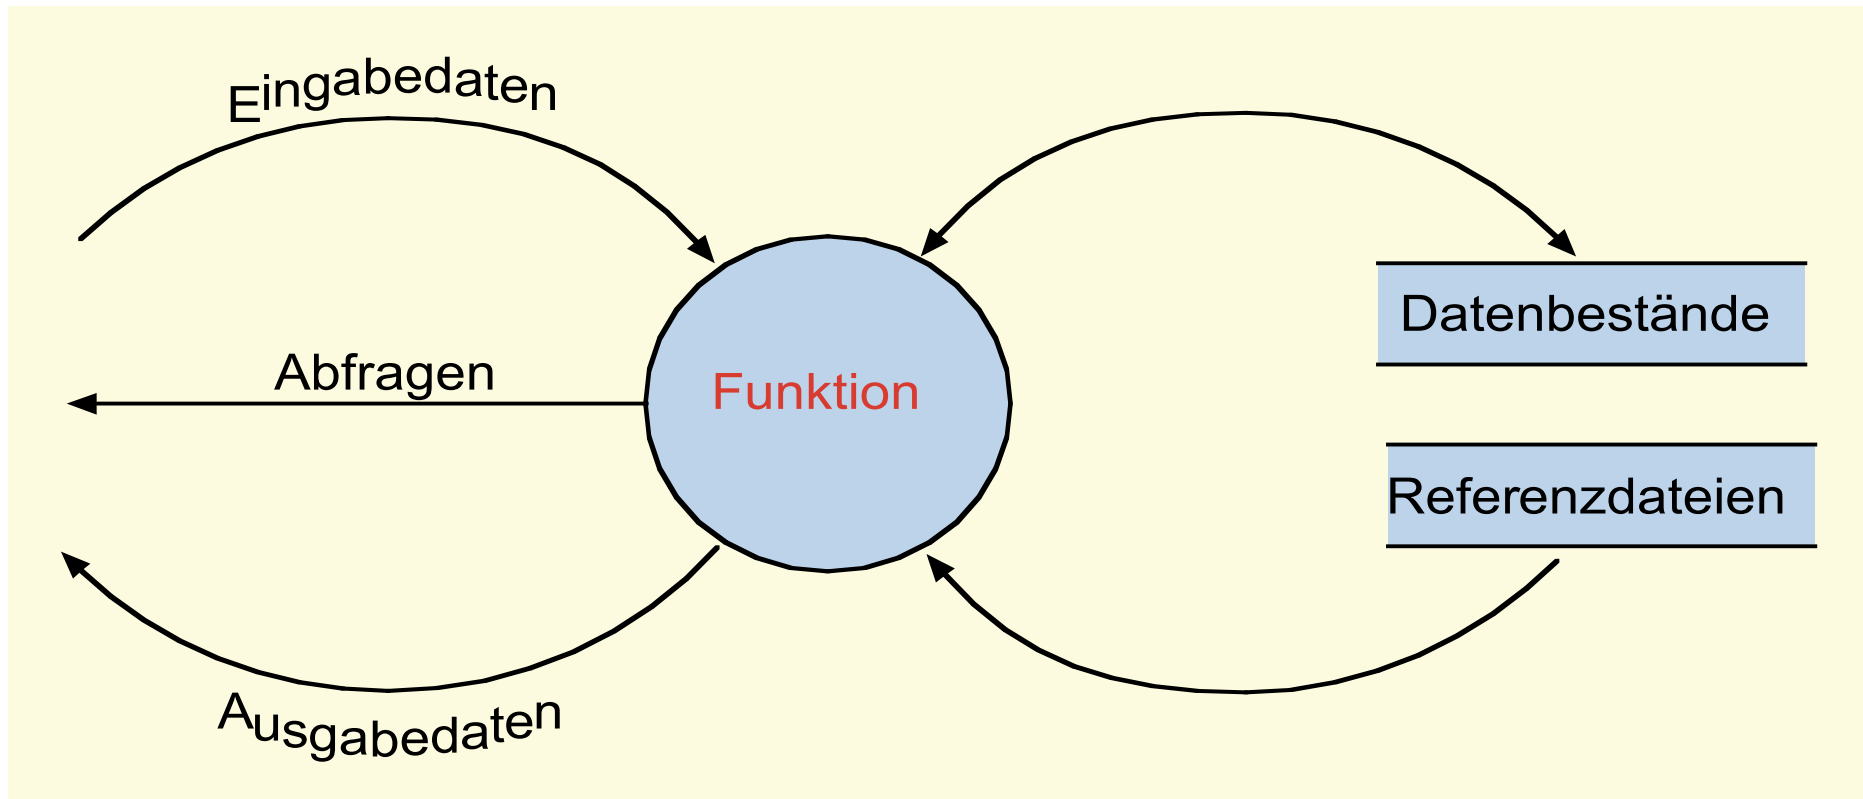 Eingabedaten
Datenbestände
Abfragen
Funktion
Referenzdateien
Ausgabedaten